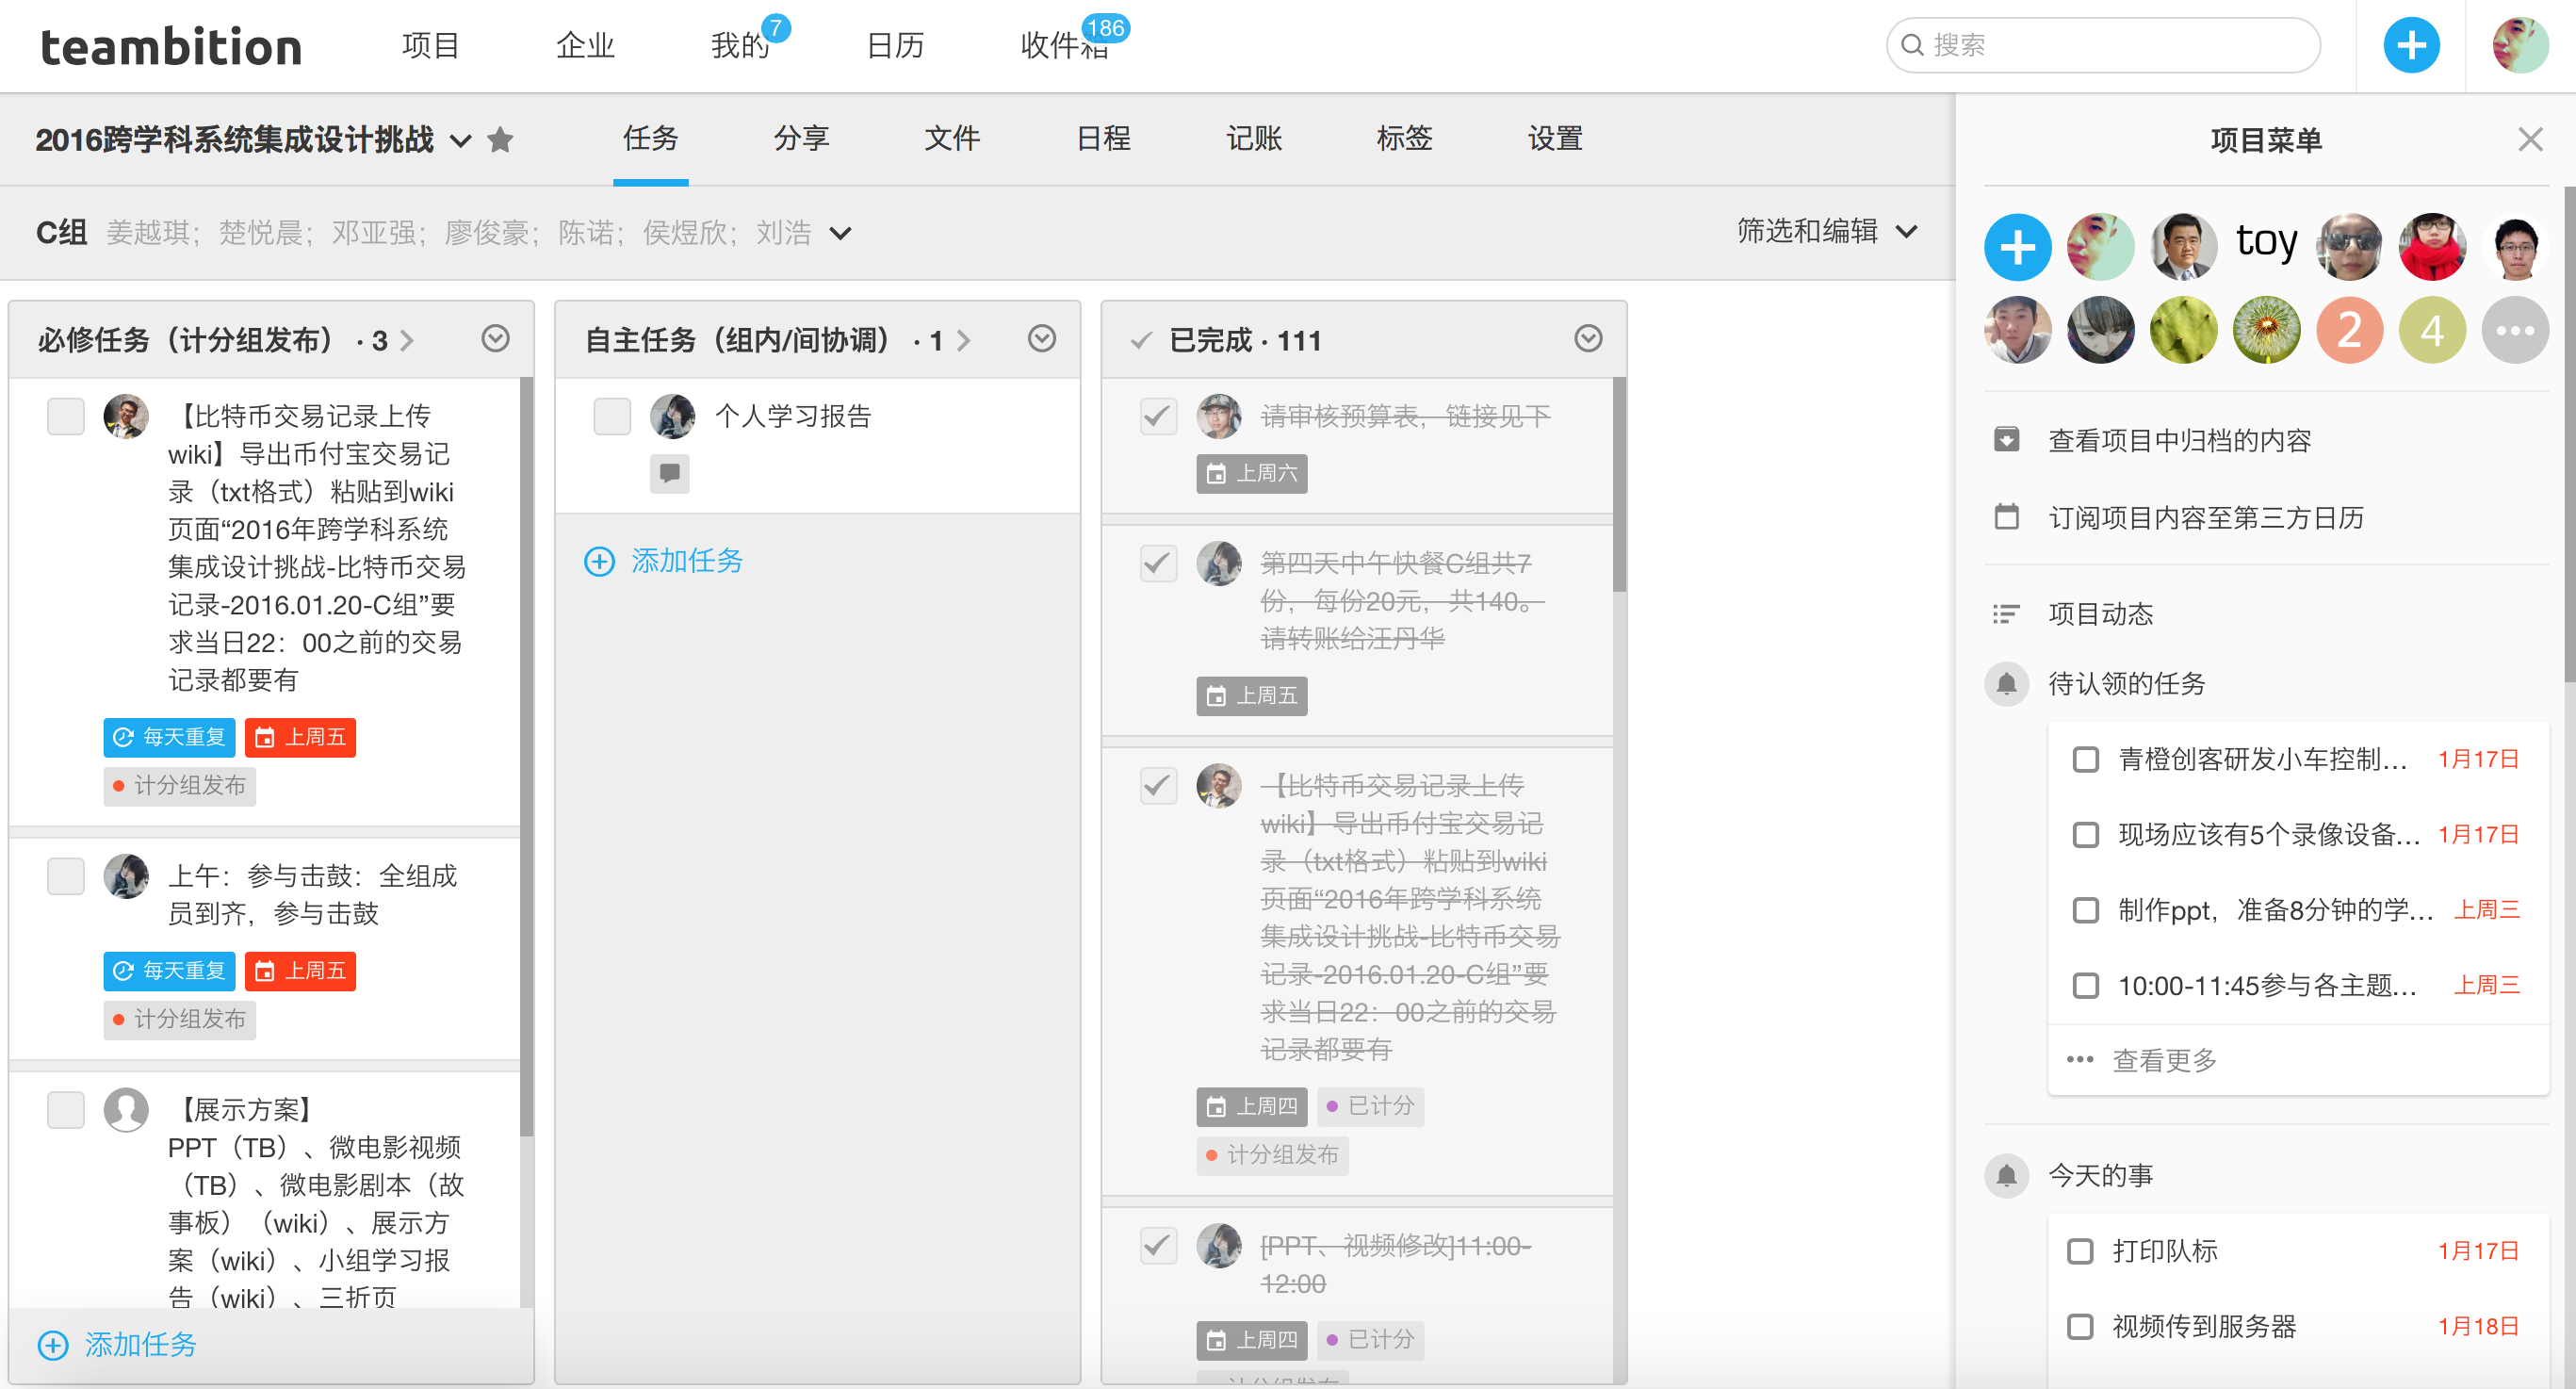 teambition
项目
企业
我的
7
日历
收件箱
186
搜索
2016跨学科系统集成设计挑战
任务
分享
文件
日程
记账
标签
设置
C组 姜越琪；楚悦晨；邓亚强；廖俊豪；陈诺；侯煜欣；刘浩
筛选和编辑
必修任务（计分组发布） · 3
【比特币交易记录上传
wiki】导出币付宝交易记
录（txt格式）粘贴到wiki
页面“2016年跨学科系统
集成设计挑战-比特币交易
记录-2016.01.20-C组”要
求当日22：00之前的交易
记录都要有
每天重复
上周五
计分组发布
上午：参与击鼓：全组成
员到齐，参与击鼓
每天重复
上周五
计分组发布
【展示方案】
PPT（TB）、微电影视频
（TB）、微电影剧本（故
事板）（wiki）、展示方
案（wiki）、小组学习报
告（wiki）、三折页
添加任务
自主任务（组内/间协调） · 1
个人学习报告
添加任务
已完成 · 111
请审核预算表，链接见下
上周六
第四天中午快餐C组共7
份，每份20元，共140。
请转账给汪丹华
上周五
【比特币交易记录上传
wiki】导出币付宝交易记
录（txt格式）粘贴到wiki
页面“2016年跨学科系统
集成设计挑战-比特币交易
记录-2016.01.20-C组”要
求当日22：00之前的交易
记录都要有
上周四
已计分
计分组发布
[PPT、视频修改]11:00-
12:00
上周四
已计分
计分组发布
项目菜单
toy
2
4
查看项目中归档的内容
订阅项目内容至第三方日历
项目动态
待认领的任务
青橙创客研发小车控制... 1月17日
现场应该有5个录像设备... 1月17日
制作ppt，准备8分钟的学... 上周三
10:00-11:45参与各主题... 上周三
查看更多
今天的事
打印队标 1月17日
视频传到服务器 1月18日